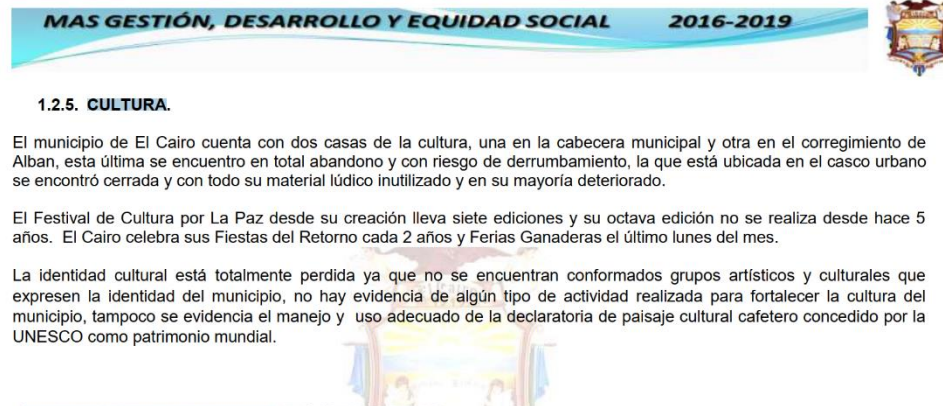 MAS GESTIÓN, DESARROLLO Y EQUIDAD SOCIAL 2016-2019
1.2.5. CULTURA.
El municipio de El Cairo cuenta con dos casas de la cultura, una en la cabecera municipal y otra en el corregimiento de
Alban, esta última se encuentro en total abandono y con riesgo de derrumbamiento, la que está ubicada en el casco urbano
se encontró cerrada y con todo su material lúdico inutilizado y en su mayoría deteriorado.
El Festival de Cultura por La Paz desde su creación lleva siete ediciones y su octava edición no se realiza desde hace 5
años. El Cairo celebra sus Fiestas del Retorno cada 2 años y Ferias Ganaderas el último lunes del mes.
La identidad cultural está totalmente perdida ya que no se encuentran conformados grupos artísticos y culturales que
expresen la identidad del municipio, no hay evidencia de algún tipo de actividad realizada para fortalecer la cultura del
municipio, tampoco se evidencia el manejo y uso adecuado de la declaratoria de paisaje cultural cafetero concedido por la
UNESCO como patrimonio mundial.